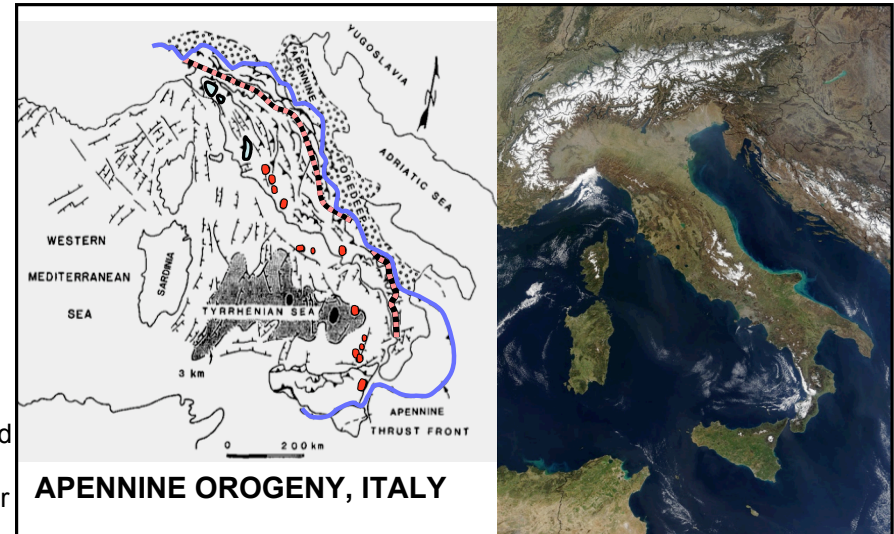 YUGOSLAVIA
APENNINE
FOREDEEP
ADRIATIC SEA
WESTERN
MEDITERRANEAN
SEA
SARDINIA
TYRRHENIAN SEA
3 km
APENNINE
THRUST FRONT
0 200 km
d
r
APENNINE OROGENY, ITALY